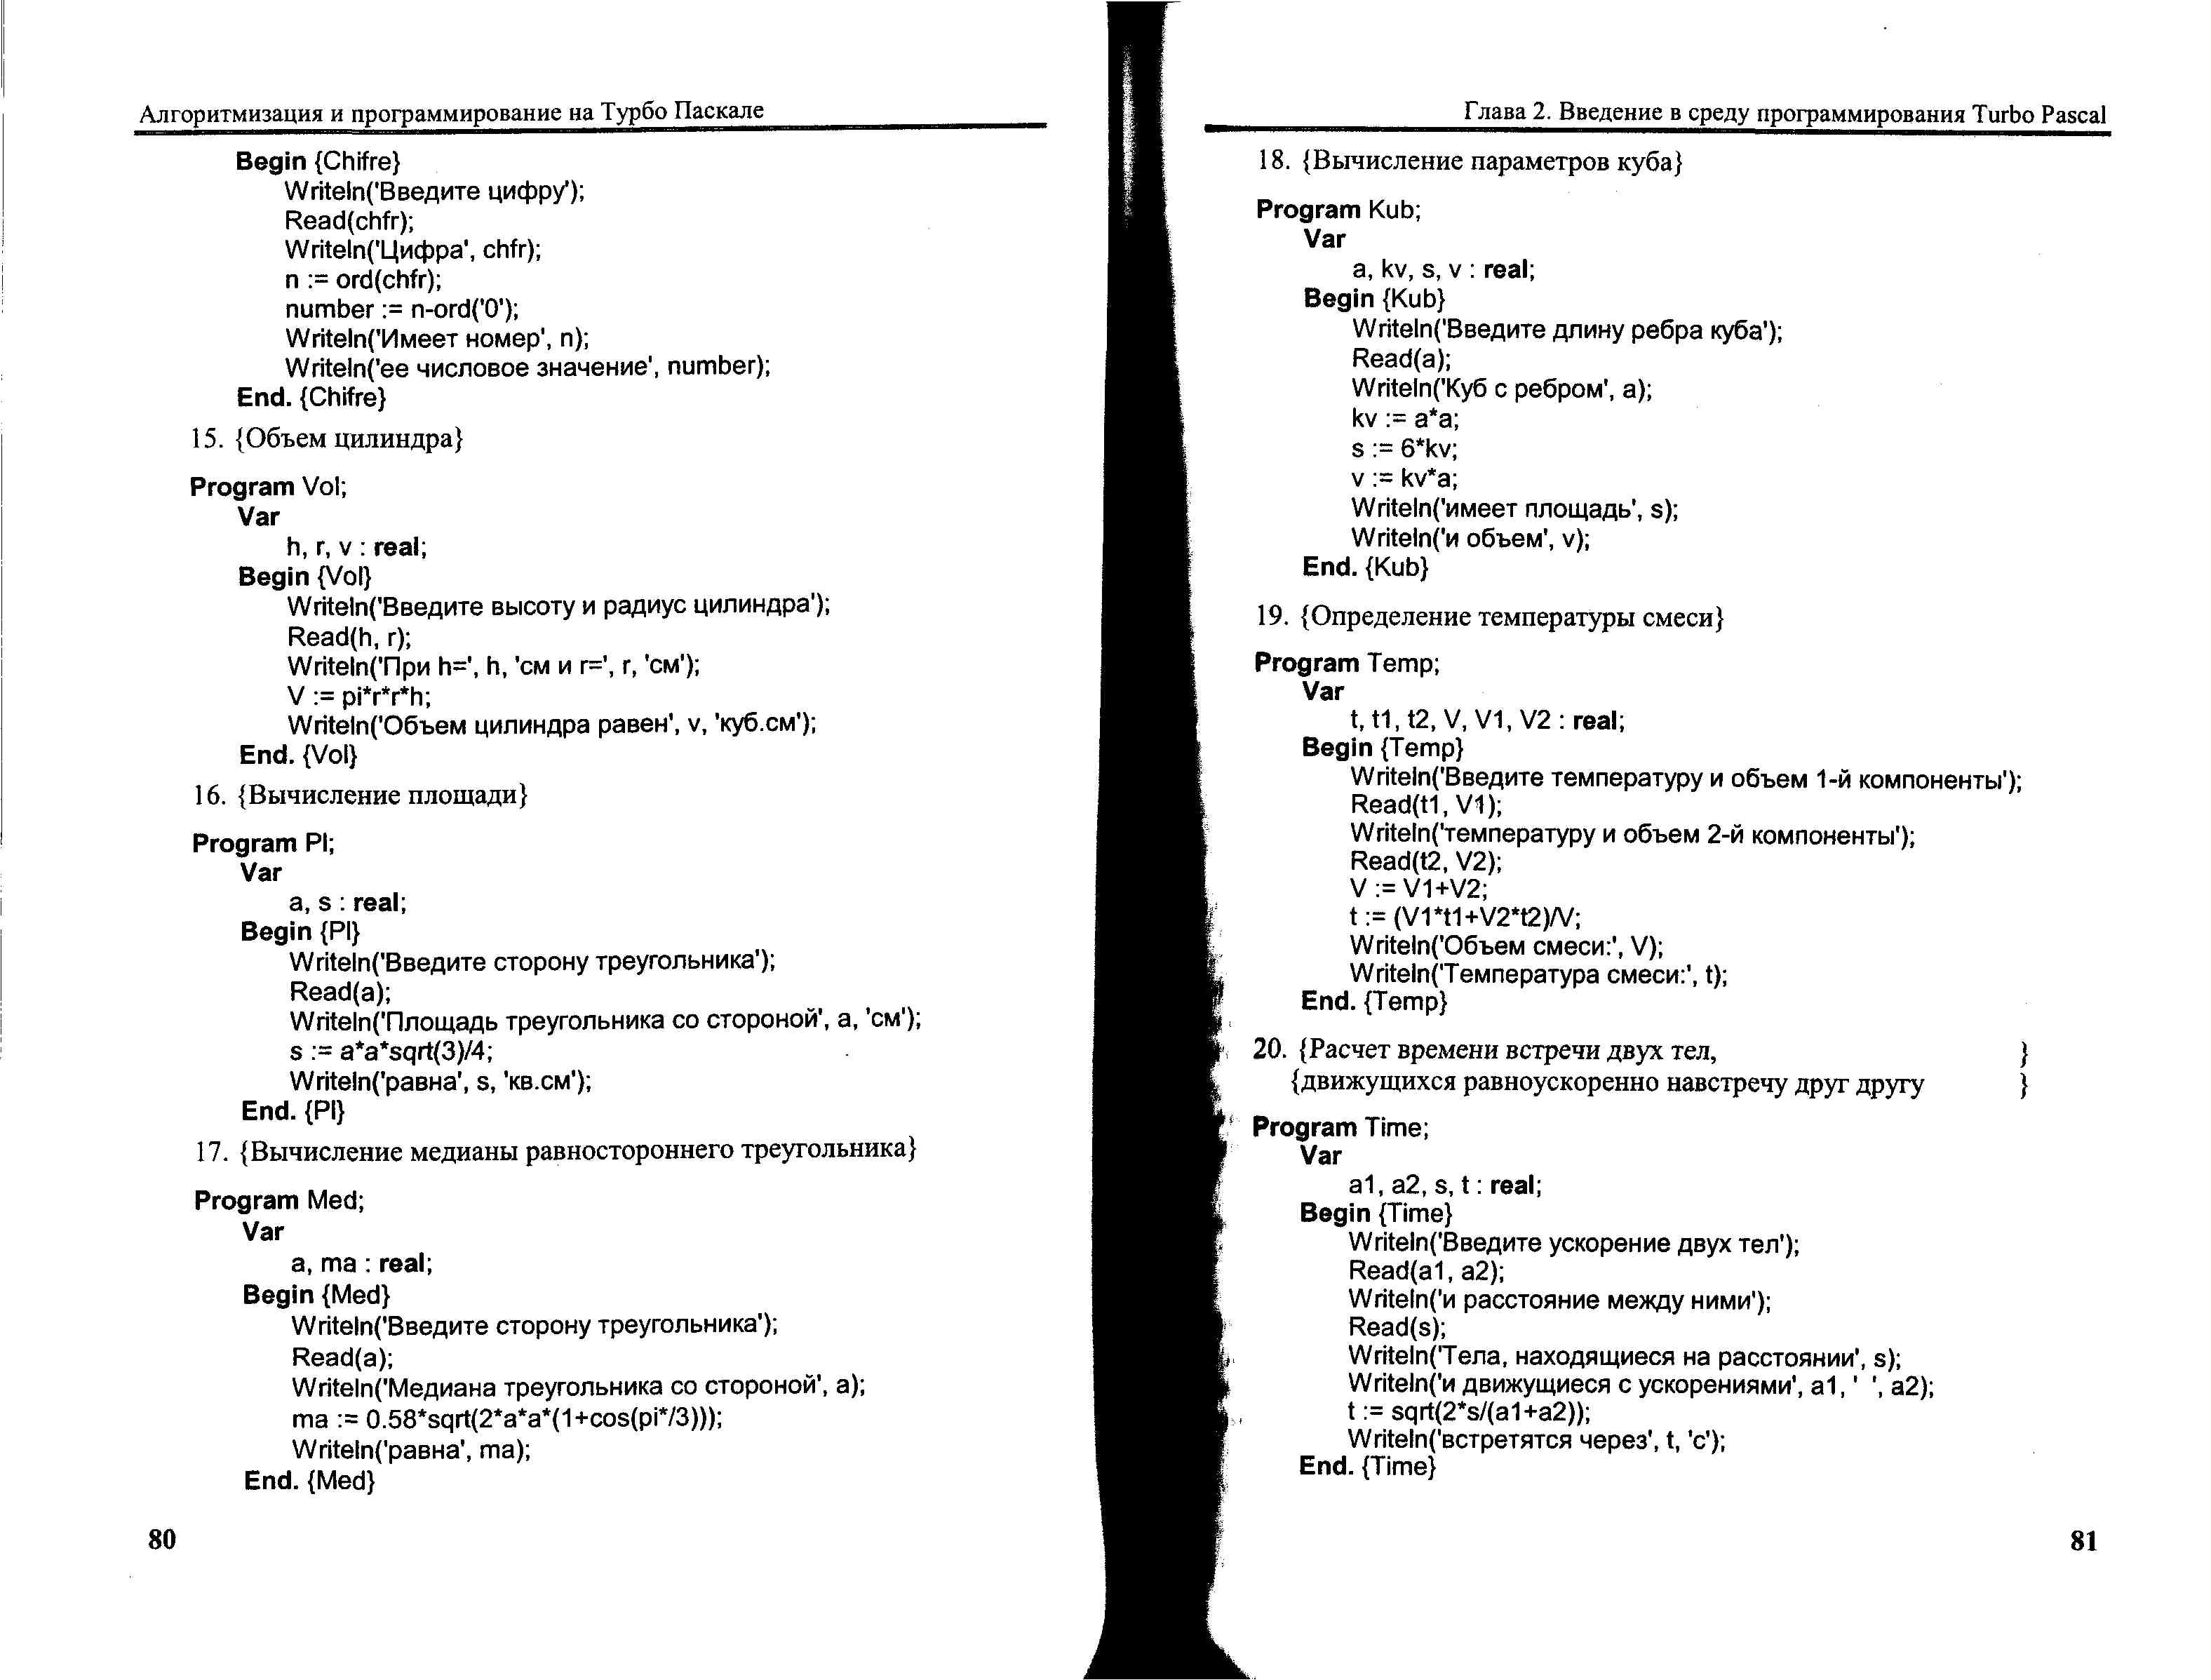 Алгоритмизация и программирование на Турбо Паскале
Begin {Chifre}
Writeln('Введите цифру');
Read(chfr);
Writeln('Цифра', chfr);
n := ord(chfr);
number := n-ord('0');
Writeln('Имеет номер', n);
Writeln('ее числовое значение', number);
End. {Chifre}
15. {Объем цилиндра}
Program Vol;
Var
h, r, v : real;
Begin {Vol}
Writeln('Введите высоту и радиус цилиндра');
Read(h, r);
Writeln('При h=', h, 'см и r=', r, 'см');
V := pi*r*r*h;
Writeln('Объем цилиндра равен', v, 'куб.см');
End. {Vol}
16. {Вычисление площади}
Program Pl;
Var
a, s : real;
Begin {Pl}
Writeln('Введите сторону треугольника');
Read(a);
Writeln('Площадь треугольника со стороной', a, 'см');
s := a*a*sqrt(3)/4;
Writeln('равна', s, 'кв.см');
End. {Pl}
17. {Вычисление медианы равностороннего треугольника}
Program Med;
Var
a, ma : real;
Begin {Med}
Writeln('Введите сторону треугольника');
Read(a);
Writeln('Медиана треугольника со стороной', a);
ma := 0.58*sqrt(2*a*a*(1+cos(pi*/3)));
Writeln('равна', ma);
End. {Med}
80
Глава 2. Введение в среду программирования Turbo Pascal
18. {Вычисление параметров куба}
Program Kub;
Var
a, kv, s, v : real;
Begin {Kub}
Writeln('Введите длину ребра куба');
Read(a);
Writeln('Куб с ребром', a);
kv := a*a;
s := 6*kv;
v := kv*a;
Writeln('имеет площадь', s);
Writeln('и объем', v);
End. {Kub}
19. {Определение температуры смеси}
Program Temp;
Var
t, t1, t2, V, V1, V2 : real;
Begin {Temp}
Writeln('Введите температуру и объем 1-й компоненты');
Read(t1, V1);
Writeln('температуру и объем 2-й компоненты');
Read(t2, V2);
V := V1+V2;
t := (V1*t1+V2*t2)/V;
Writeln('Объем смеси:', V);
Writeln('Температура смеси:', t);
End. {Temp}
20. {Расчет времени встречи двух тел, }
{движущихся равноускоренно навстречу друг другу }
Program Time;
Var
a1, a2, s, t : real;
Begin {Time}
Writeln('Введите ускорение двух тел');
Read(a1, a2);
Writeln('и расстояние между ними');
Read(s);
Writeln('Тела, находящиеся на расстоянии', s);
Writeln('и движущиеся с ускорениями', a1, ' ', a2);
t := sqrt(2*s/(a1+a2));
Writeln('встретятся через', t, 'с');
End. {Time}
81